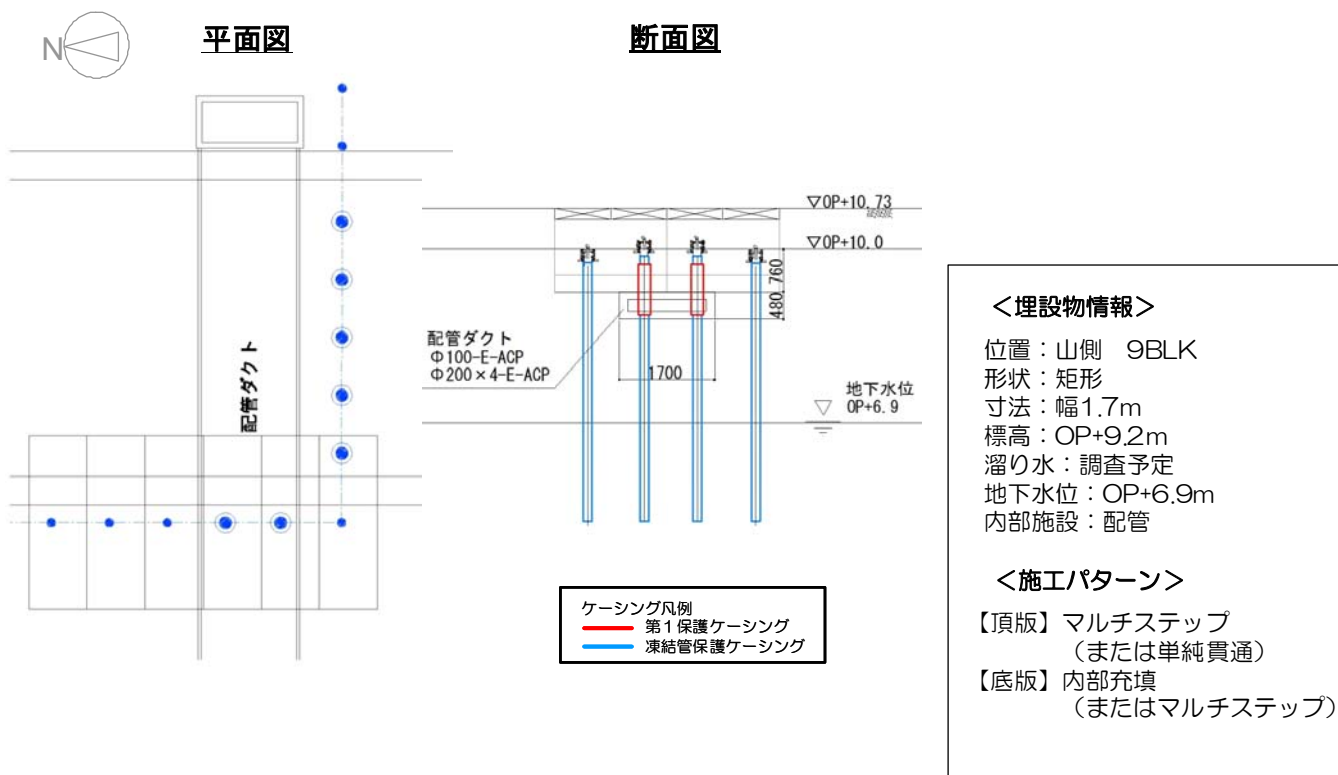 N
平面図
断面図
配管ダクト
▽OP+10.73
▽OP+10.0
760
480
配管ダクト
Φ100-E-ACP
Φ200×4-E-ACP
1700
地下水位
▽ OP+6.9
ケーシング凡例
第1保護ケーシング
凍結管保護ケーシング
<埋設物情報>
位置:山側 9BLK
形状:矩形
寸法:幅1.7m
標高:OP+9.2m
溜り水:調査予定
地下水位:OP+6.9m
内部施設:配管
<施工パターン>
【頂版】マルチステップ
(または単純貫通)
【底版】内部充填
(またはマルチステップ)